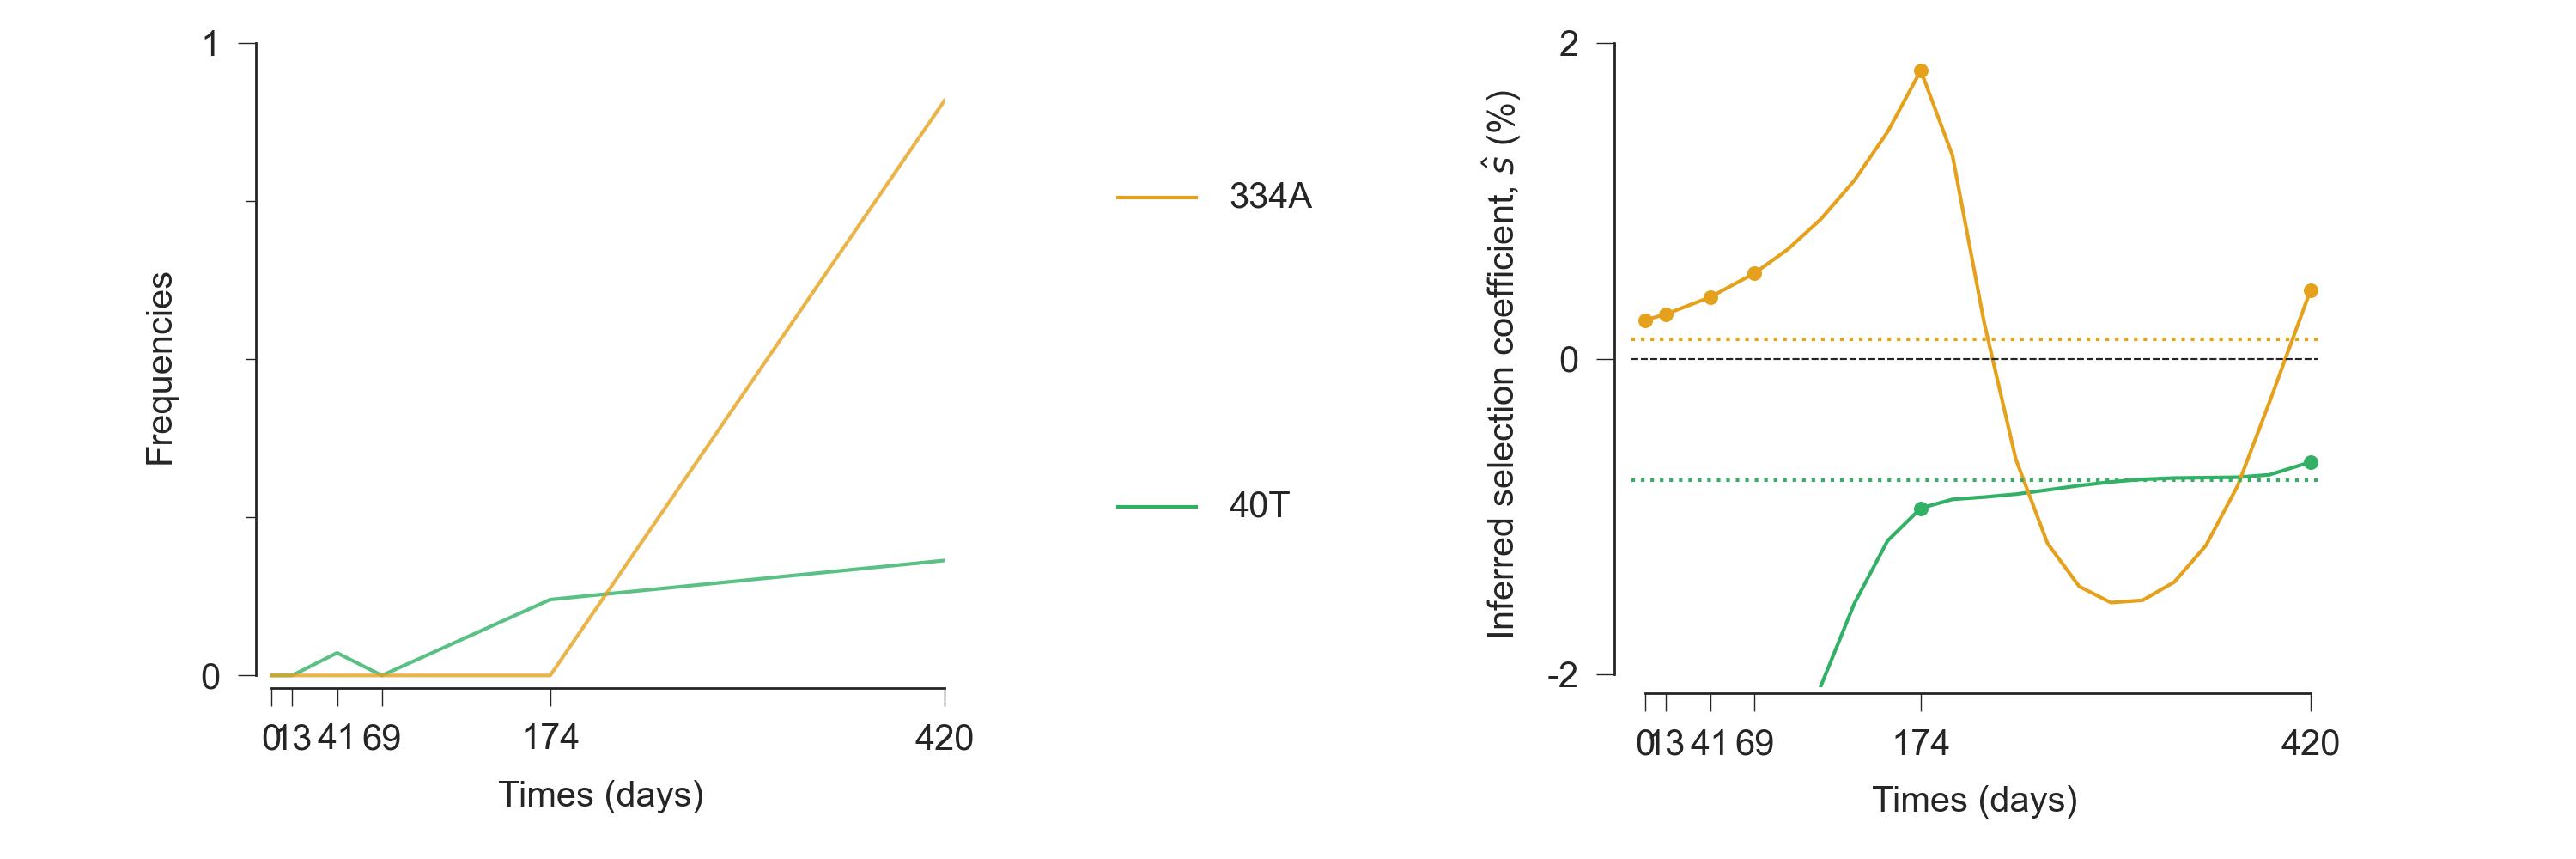 1
0
Frequencies
0 13 41 69 174 420
Times (days)
334A
40T
2
0
-2
Inferred selection coefficient, ŝ (%)
0 13 41 69 174 420
Times (days)